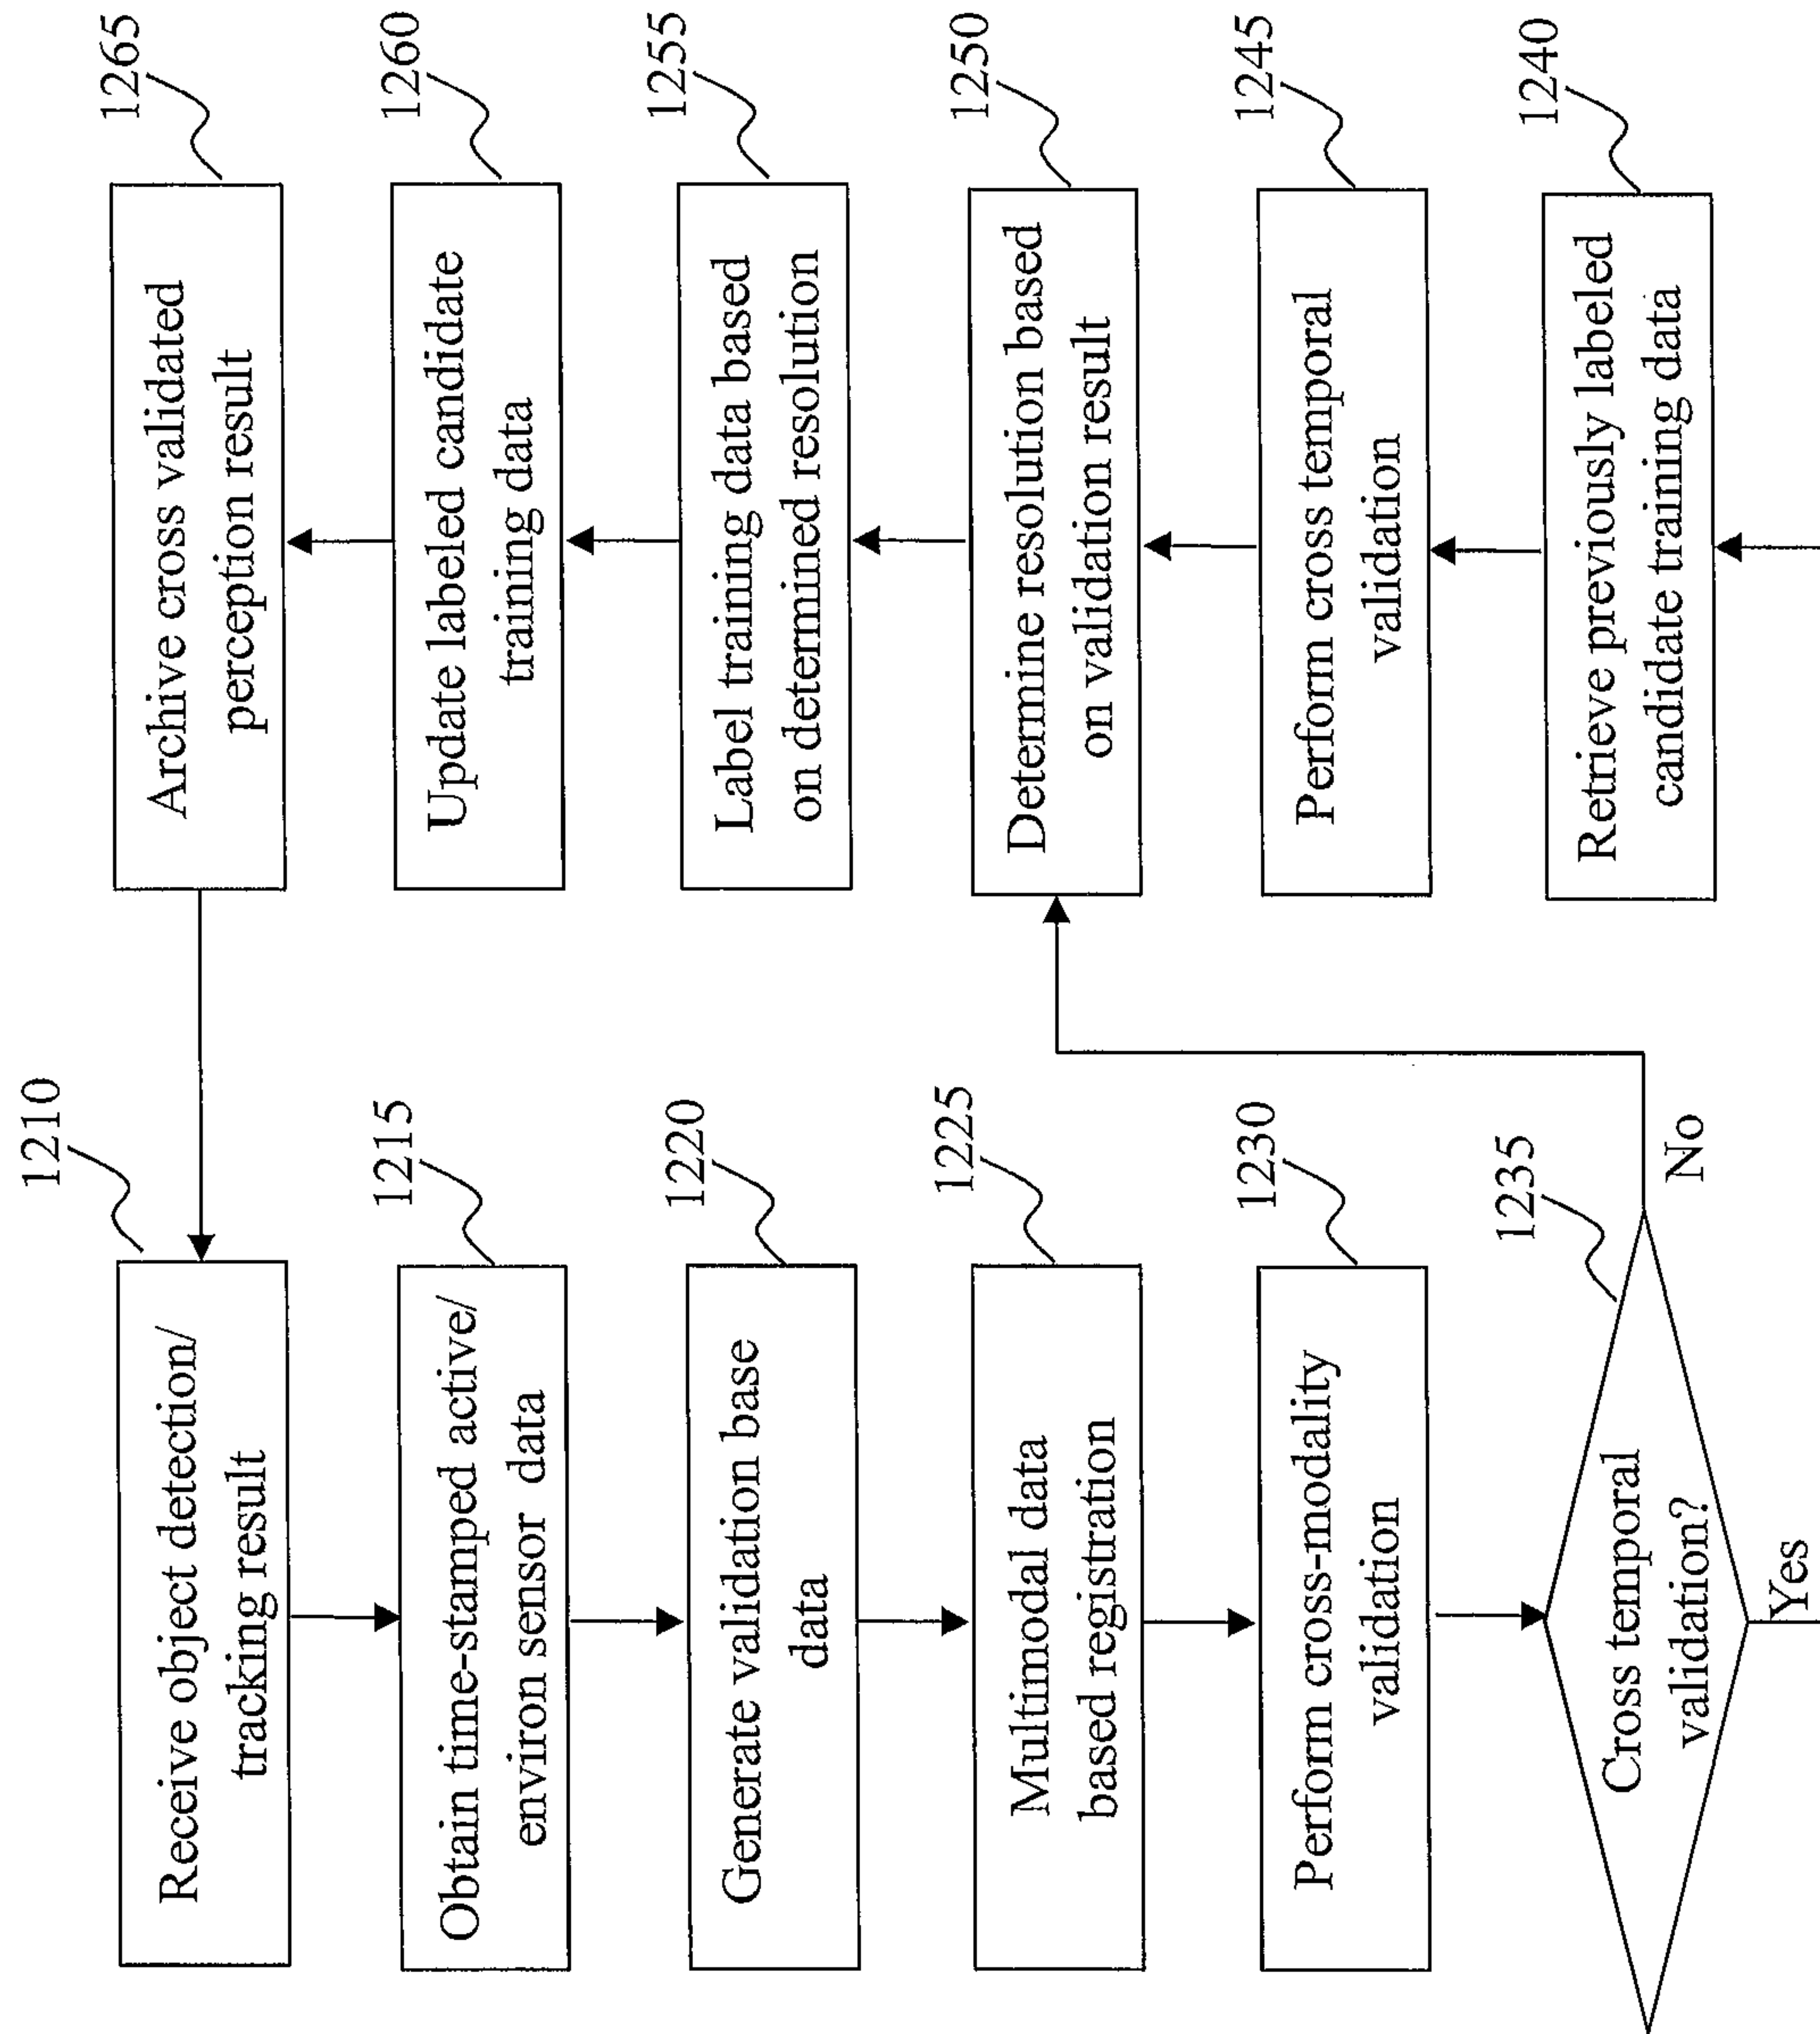 1210
Receive object detection/
tracking result
1215
Obtain time-stamped active/
environ sensor data
1220
Generate validation base
data
1225
Multimodal data
based registration
1230
Perform cross-modality
validation
1235
Cross temporal
validation?
No
Yes
1240
Retrieve previously labeled
candidate training data
1245
Perform cross temporal
validation
1250
Determine resolution based
on validation result
1255
Label training data based
on determined resolution
1260
Update labeled candidate
training data
1265
Archive cross validated
perception result